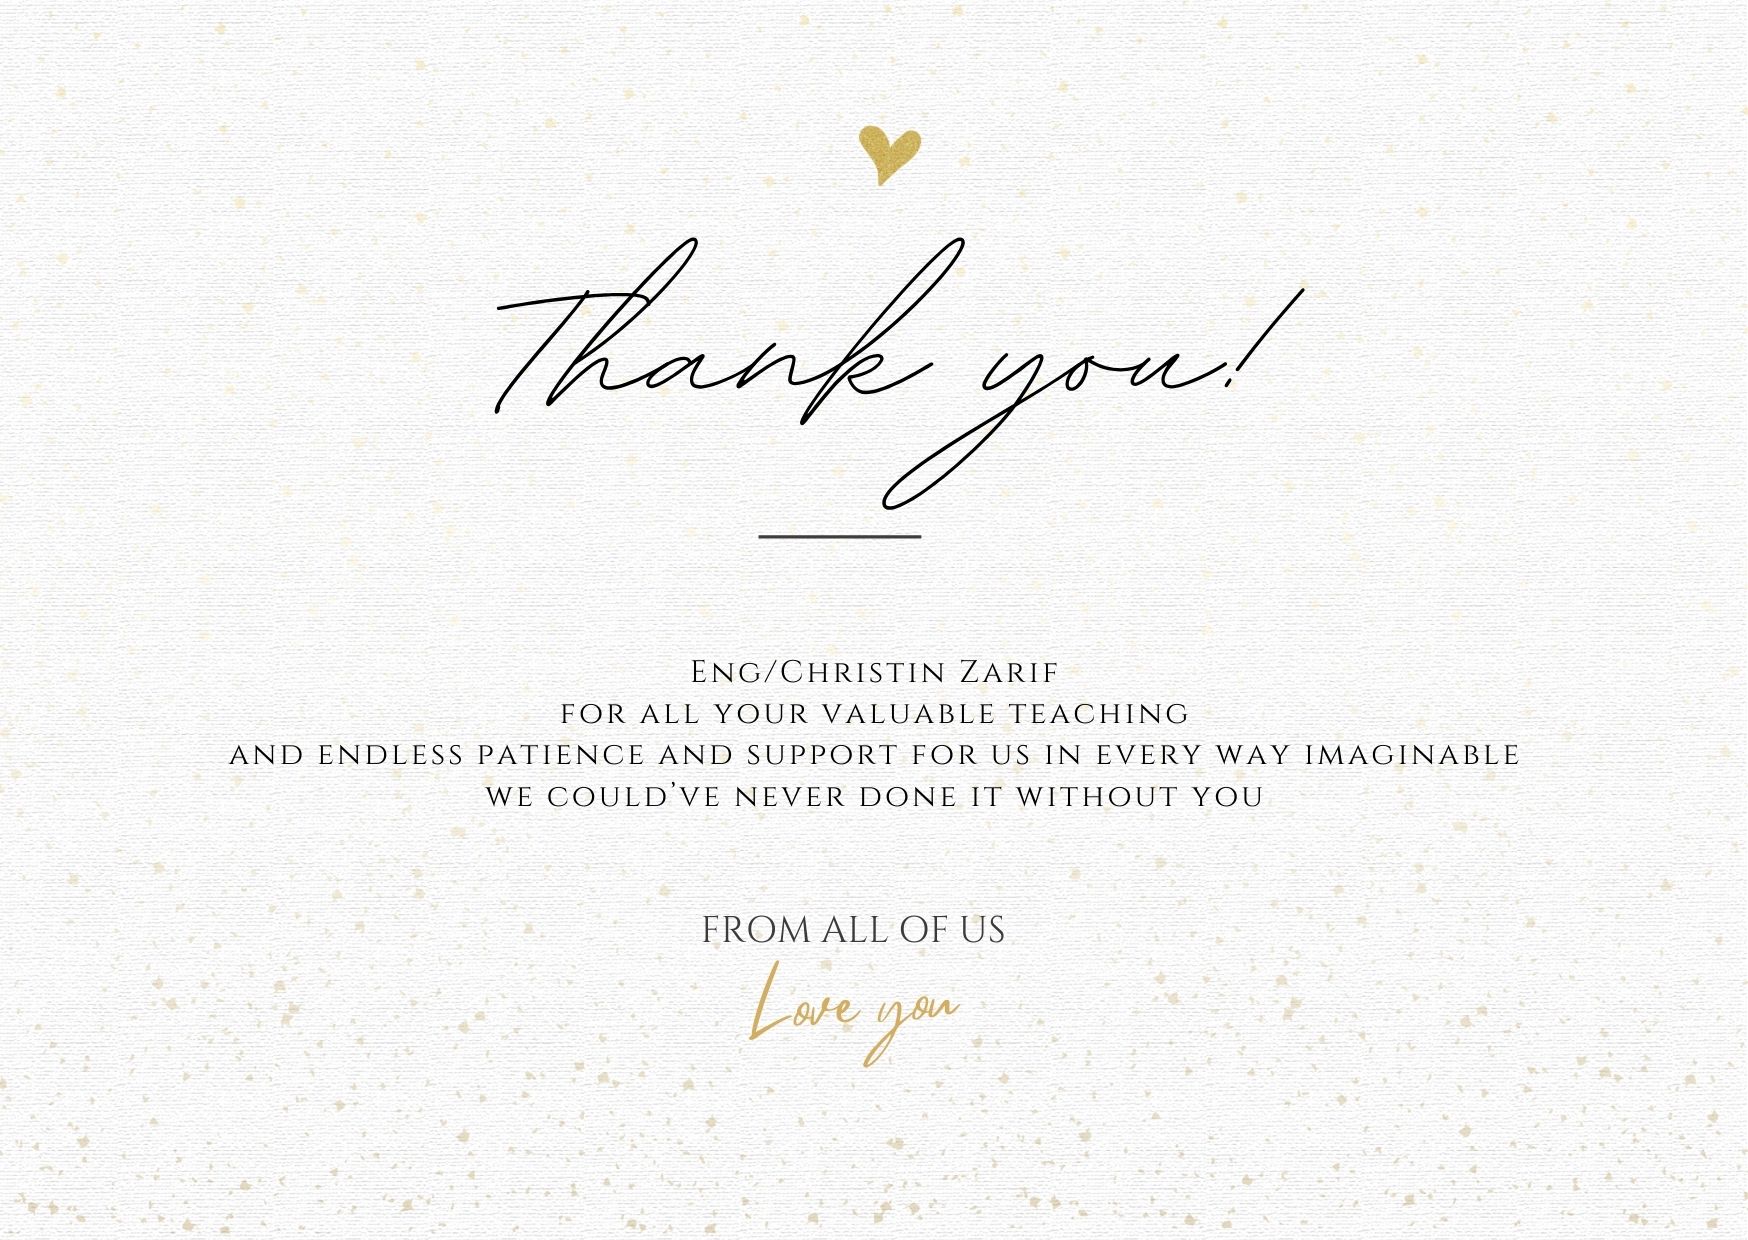 Thank you!
Eng/Christin Zarif
for all your valuable teaching
and endless patience and support for us in every way imaginable
we could’ve never done it without you
FROM ALL OF US
Love you